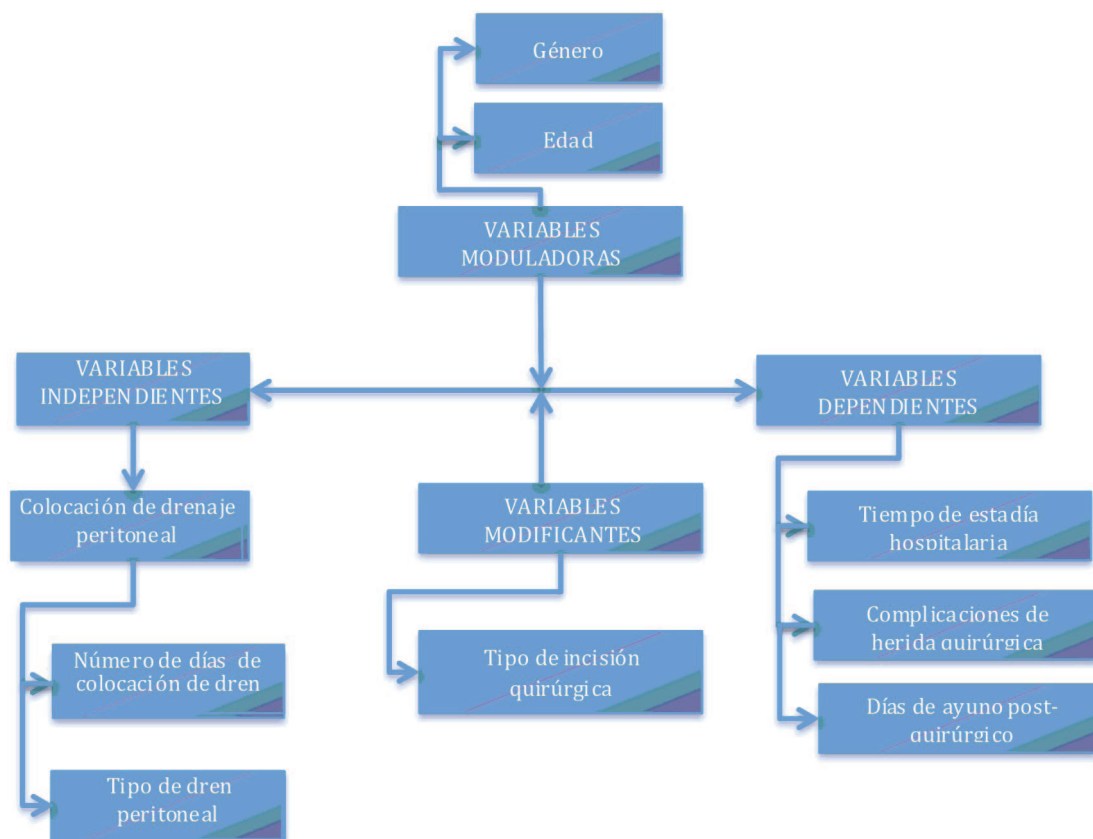 Género
Edad
VARIABLES
MODULADORAS
VARIABLES
INDEPENDIENTES
VARIABLES
DEPENDIENTES
Colocación de drenaje
peritoneal
VARIABLES
MODIFICANTES
Tiempo de estadía
hospitalaria
Complicaciones de
herida quirúrgica
Número de días de
colocación de dren
Tipo de incisión
quirúrgica
Días de ayuno post-
quirúrgico
Tipo de dren
peritoneal